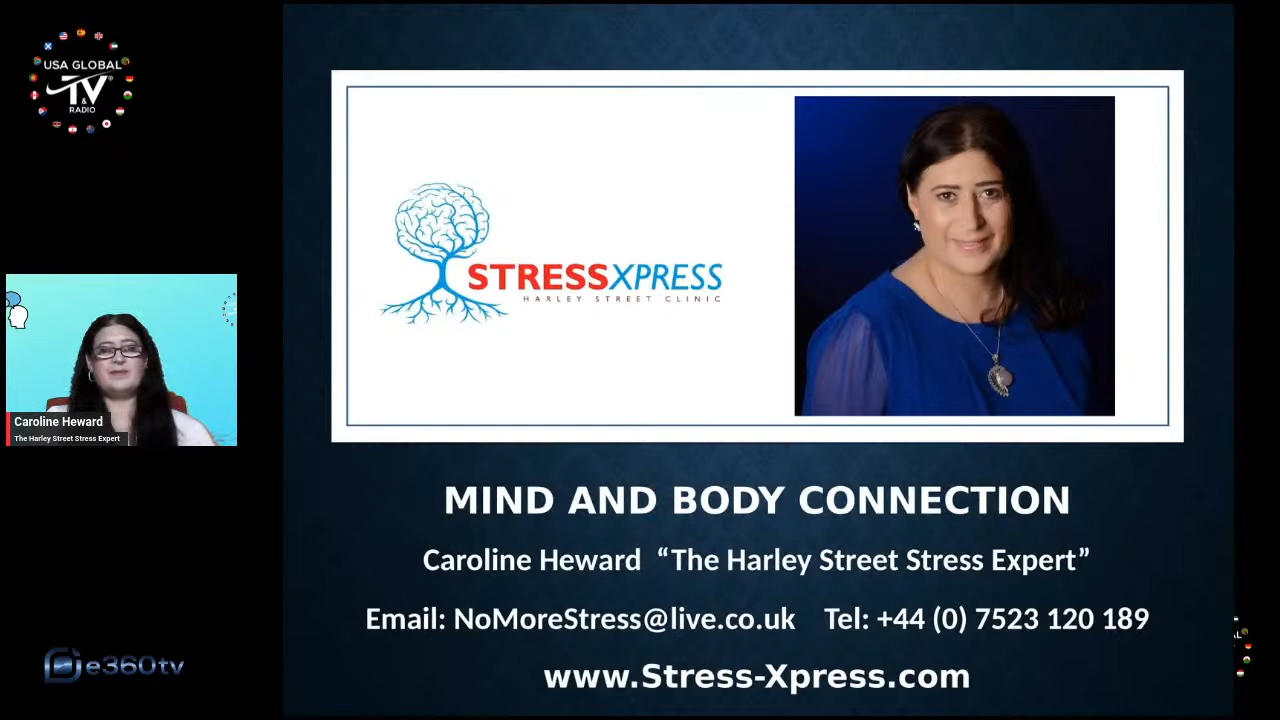 USA GLOBAL
TV
&
RADIO
STRESSXPRESS
HARLEY STREET CLINIC
Caroline Heward
The Harley Street Stress Expert
MIND AND BODY CONNECTION
Caroline Heward “The Harley Street Stress Expert”
Email: NoMoreStress@live.co.uk Tel: +44 (0) 7523 120 189
www.Stress-Xpress.com
e360tv